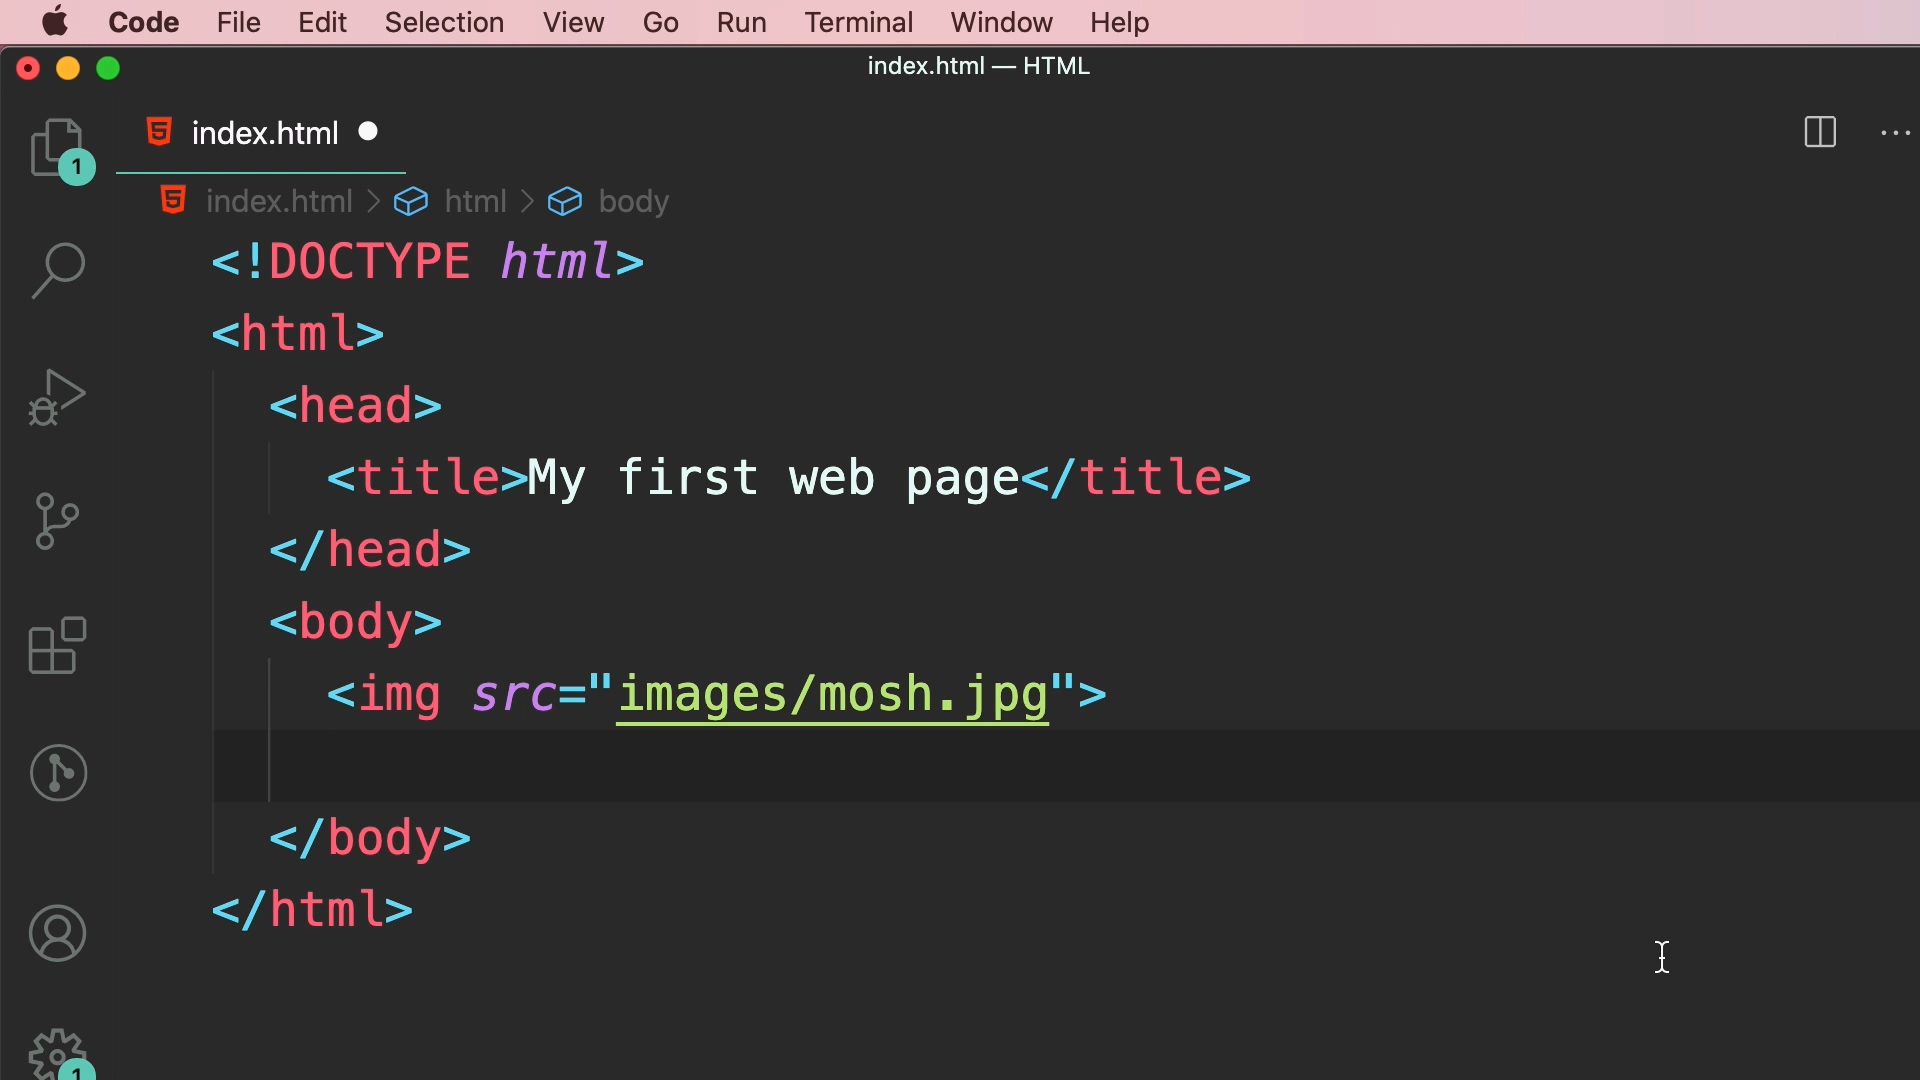 Code File Edit Selection View Go Run Terminal Window Help
index.html — HTML
index.html
1
index.html > html > body
<!DOCTYPE html>
<html>
<head>
<title>My first web page</title>
</head>
<body>
<img src="images/mosh.jpg">
</body>
</html>
1